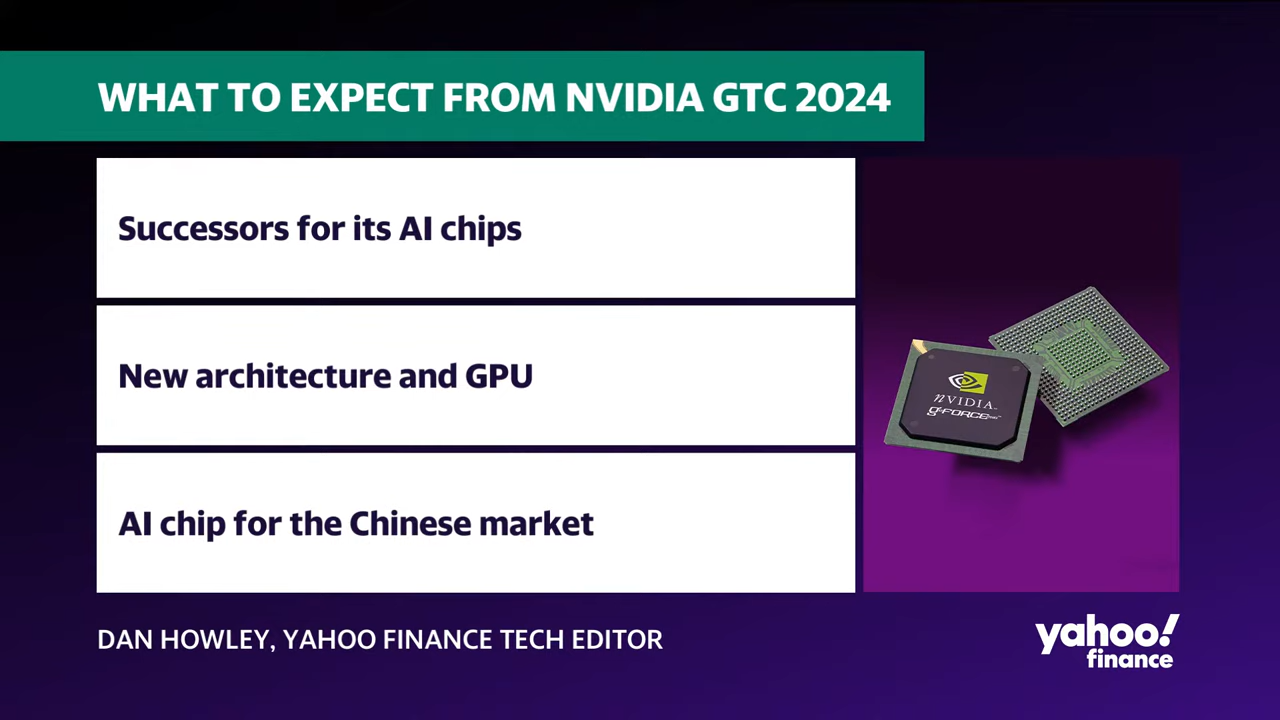 WHAT TO EXPECT FROM NVIDIA GTC 2024
Successors for its AI chips
New architecture and GPU
AI chip for the Chinese market
nVIDIA
GEFORCE
DAN HOWLEY, YAHOO FINANCE TECH EDITOR
yahoo!
finance